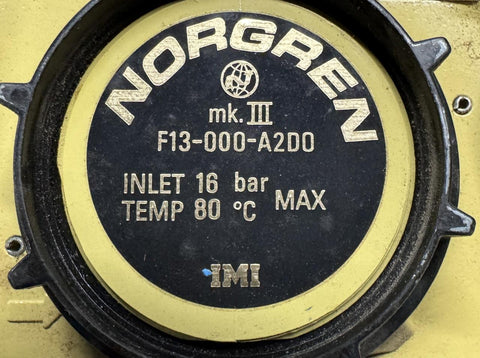 NORGREN
mk.III
F13-000-A2D0
INLET 16 bar
TEMP 80 °C MAX
IMI